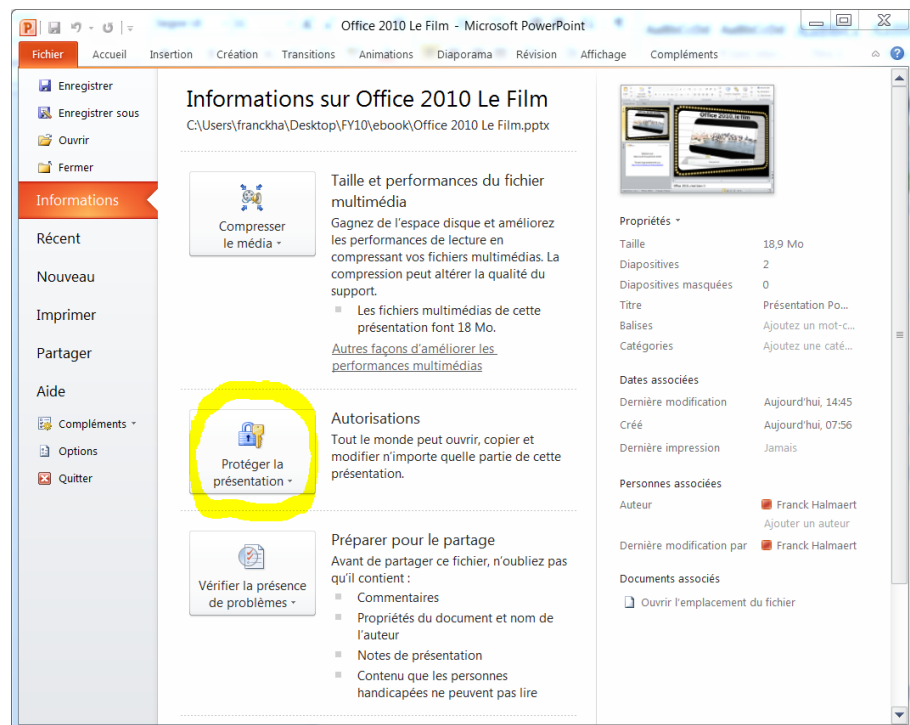 Office 2010 Le Film - Microsoft PowerPoint
Fichier Accueil Insertion Création Transitions Animations Diaporama Révision Affichage Compléments
Enregistrer
Enregistrer sous
Ouvrir
Fermer
Informations
Récent
Nouveau
Imprimer
Partager
Aide
Compléments
Options
Quitter
Informations sur Office 2010 Le Film
C:\Users\franckha\Desktop\FY10\ebook\Office 2010 Le Film.pptx
Compresser
le média
Taille et performances du fichier
multimédia
Gagnez de l'espace disque et améliorez
les performances de lecture en
compressant vos fichiers multimédias. La
compression peut altérer la qualité du
support.
Les fichiers multimédias de cette
présentation font 18 Mo.
Autres façons d'améliorer les
performances multimédias
Protéger la
présentation
Autorisations
Tout le monde peut ouvrir, copier et
modifier n'importe quelle partie de cette
présentation.
Vérifier la présence
de problèmes
Préparer pour le partage
Avant de partager ce fichier, n'oubliez pas
qu'il contient :
Commentaires
Propriétés du document et nom de
l'auteur
Notes de présentation
Contenu que les personnes
handicapées ne peuvent pas lire
Office 2010, le film
Propriétés
Taille 18,9 Mo
Diapositives 2
Diapositives masquées 0
Titre Présentation Po...
Balises Ajoutez un mot-c...
Catégories Ajoutez une caté...
Dates associées
Dernière modification Aujourd'hui, 14:45
Créé Aujourd'hui, 07:56
Dernière impression Jamais
Personnes associées
Auteur Franck Halmaert
Ajouter un auteur
Dernière modification par Franck Halmaert
Documents associés
Ouvrir l'emplacement du fichier